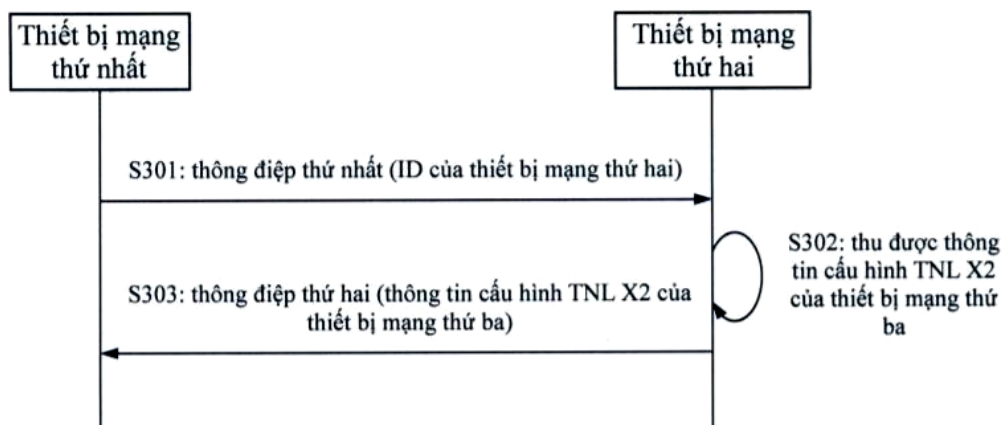 Thiết bị mạng
thứ nhất
Thiết bị mạng
thứ hai
S301: thông điệp thứ nhất (ID của thiết bị mạng thứ hai)
S302: thu được thông
tin cấu hình TNL X2
của thiết bị mạng thứ
ba
S303: thông điệp thứ hai (thông tin cấu hình TNL X2 của
thiết bị mạng thứ ba)